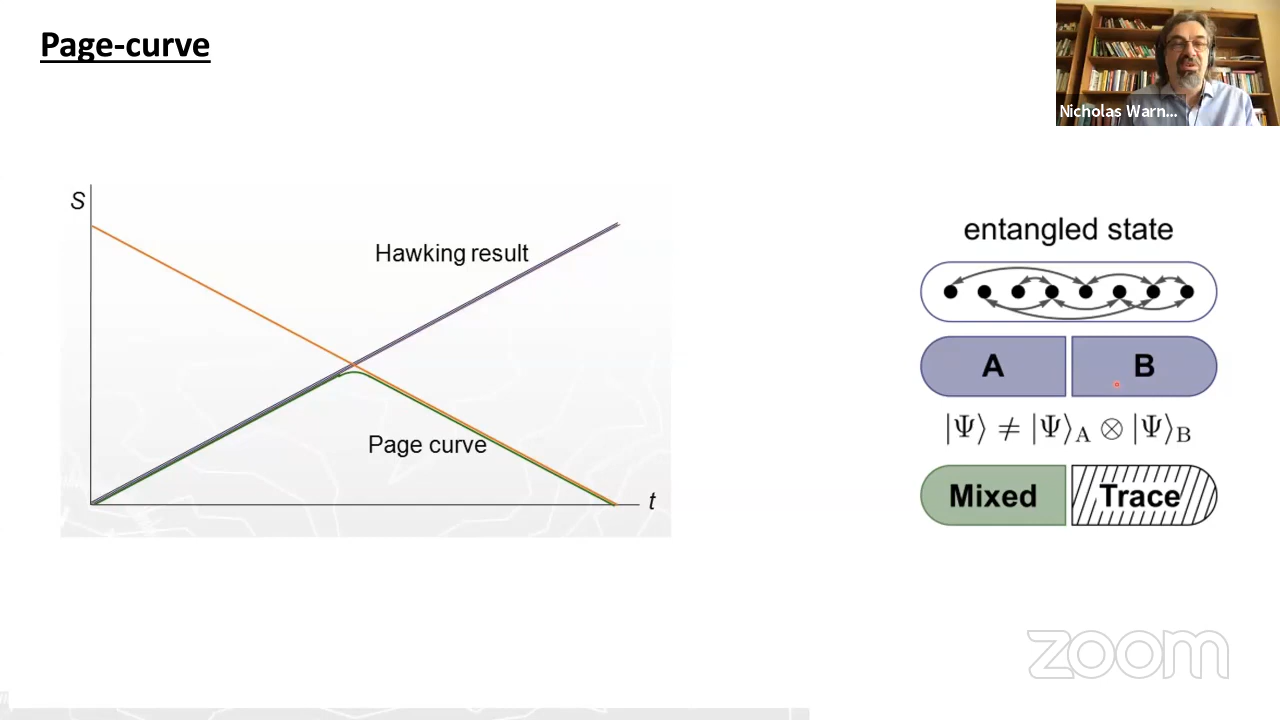 Page-curve
Nicholas Warn...
S
Hawking result
Page curve
t
entangled state
A B
|Ψ⟩ ≠ |Ψ⟩A ⊗ |Ψ⟩B
Mixed Trace
zoom